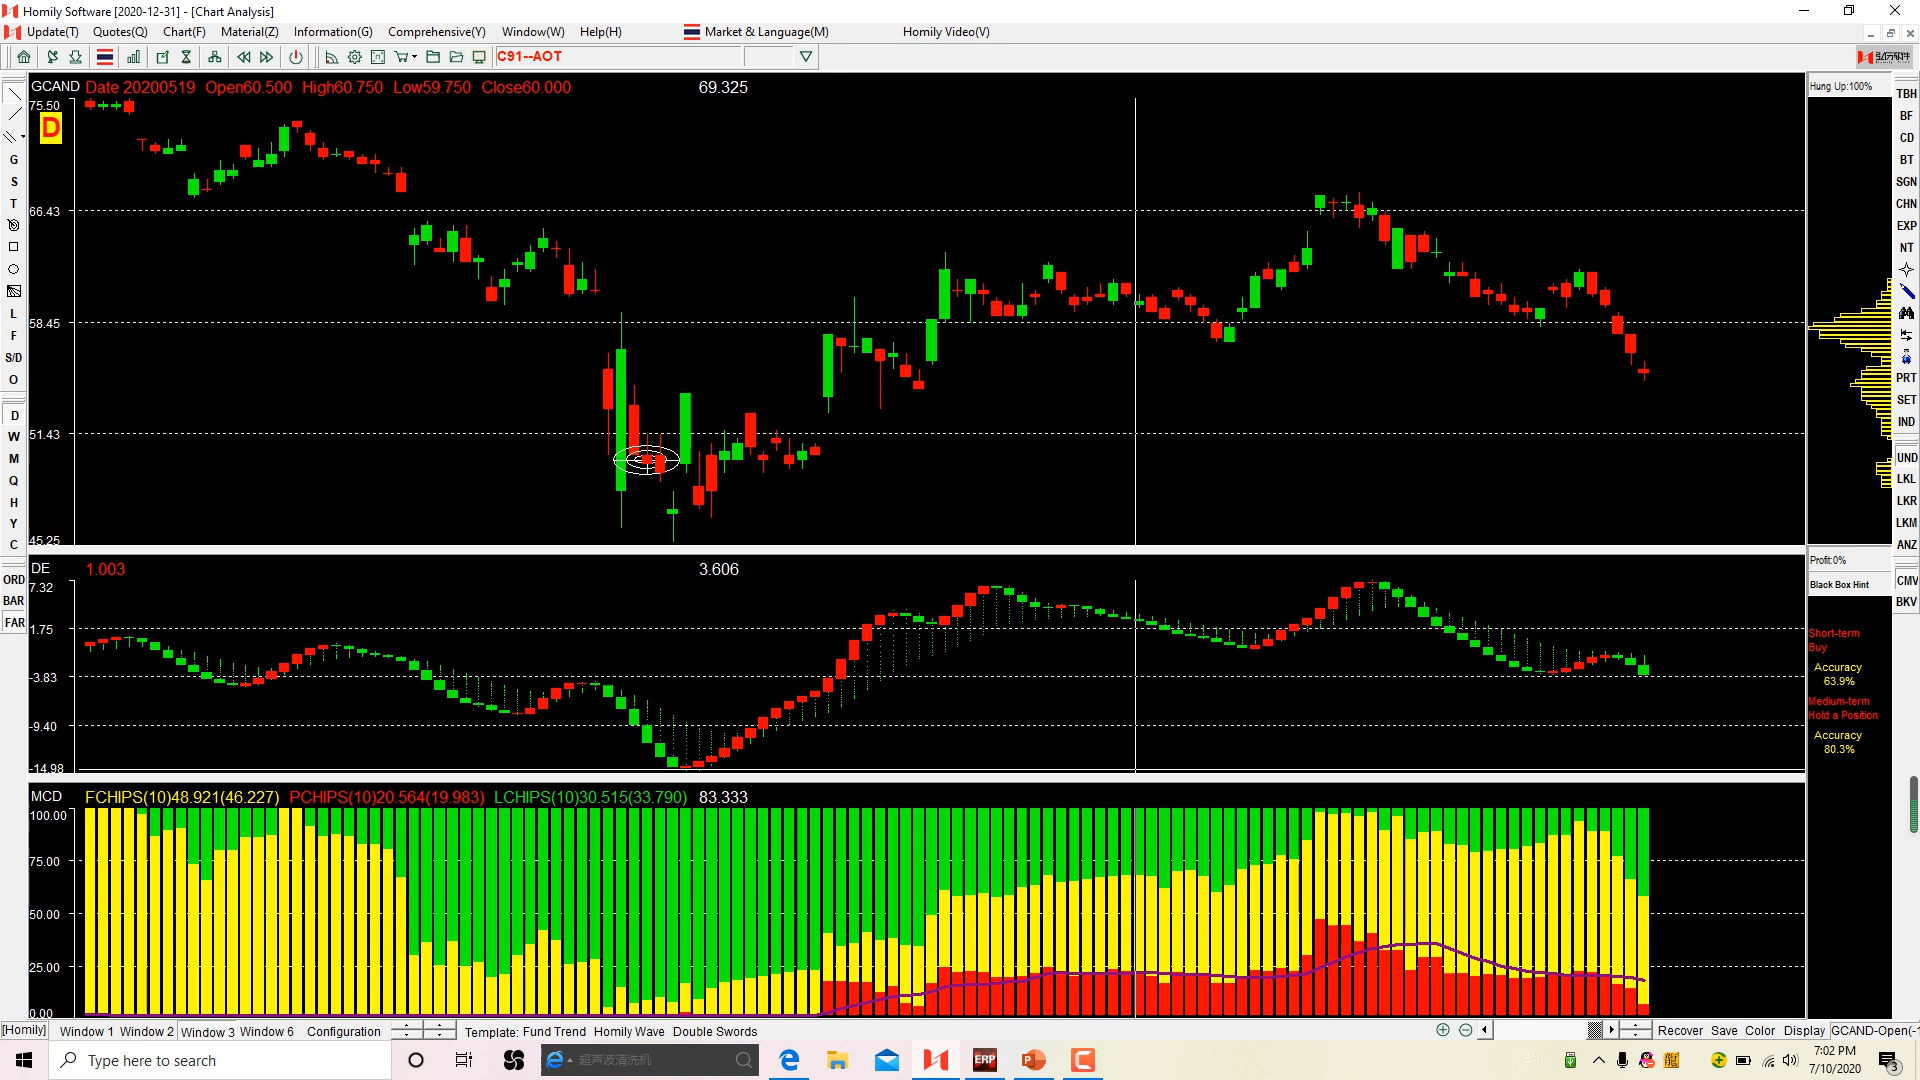 Homily Software [2020-12-31] - [Chart Analysis]
Update(T) Quotes(Q) Chart(F) Material(Z) Information(G) Comprehensive(Y) Window(W) Help(H) Market & Language(M) Homily Video(V)
C91--AOT
GCAND Date 20200519 Open60.500 High60.750 Low59.750 Close60.000 69.325
75.50
D
66.43
58.45
51.43
45.25
Hung Up:100%
G
S
T
L
F
S/D
O
D
W
M
Q
H
Y
C
ORD
BAR
FAR
TBH
BF
CD
BT
SGN
CHN
EXP
NT
PRT
SET
IND
UND
LKL
LKR
LKM
ANZ
CMV
BKV
DE 1.003 3.606
7.32
1.75
-3.83
-9.40
-14.98
Profit:0%
Black Box Hint
Short-term
Buy
Accuracy
63.9%
Medium-term
Hold a Position
Accuracy
80.3%
MCD FCHIPS(10)48.921(46.227) PCHIPS(10)20.564(19.983) LCHIPS(10)30.515(33.790) 83.333
100.00
75.00
50.00
25.00
0.00
[Homily] Window 1 Window 2 Window 3 Window 6 Configuration Template: Fund Trend Homily Wave Double Swords Recover Save Color Display GCAND-Open(-
Type here to search
超声波清洗机
ERP
7:02 PM
7/10/2020
3